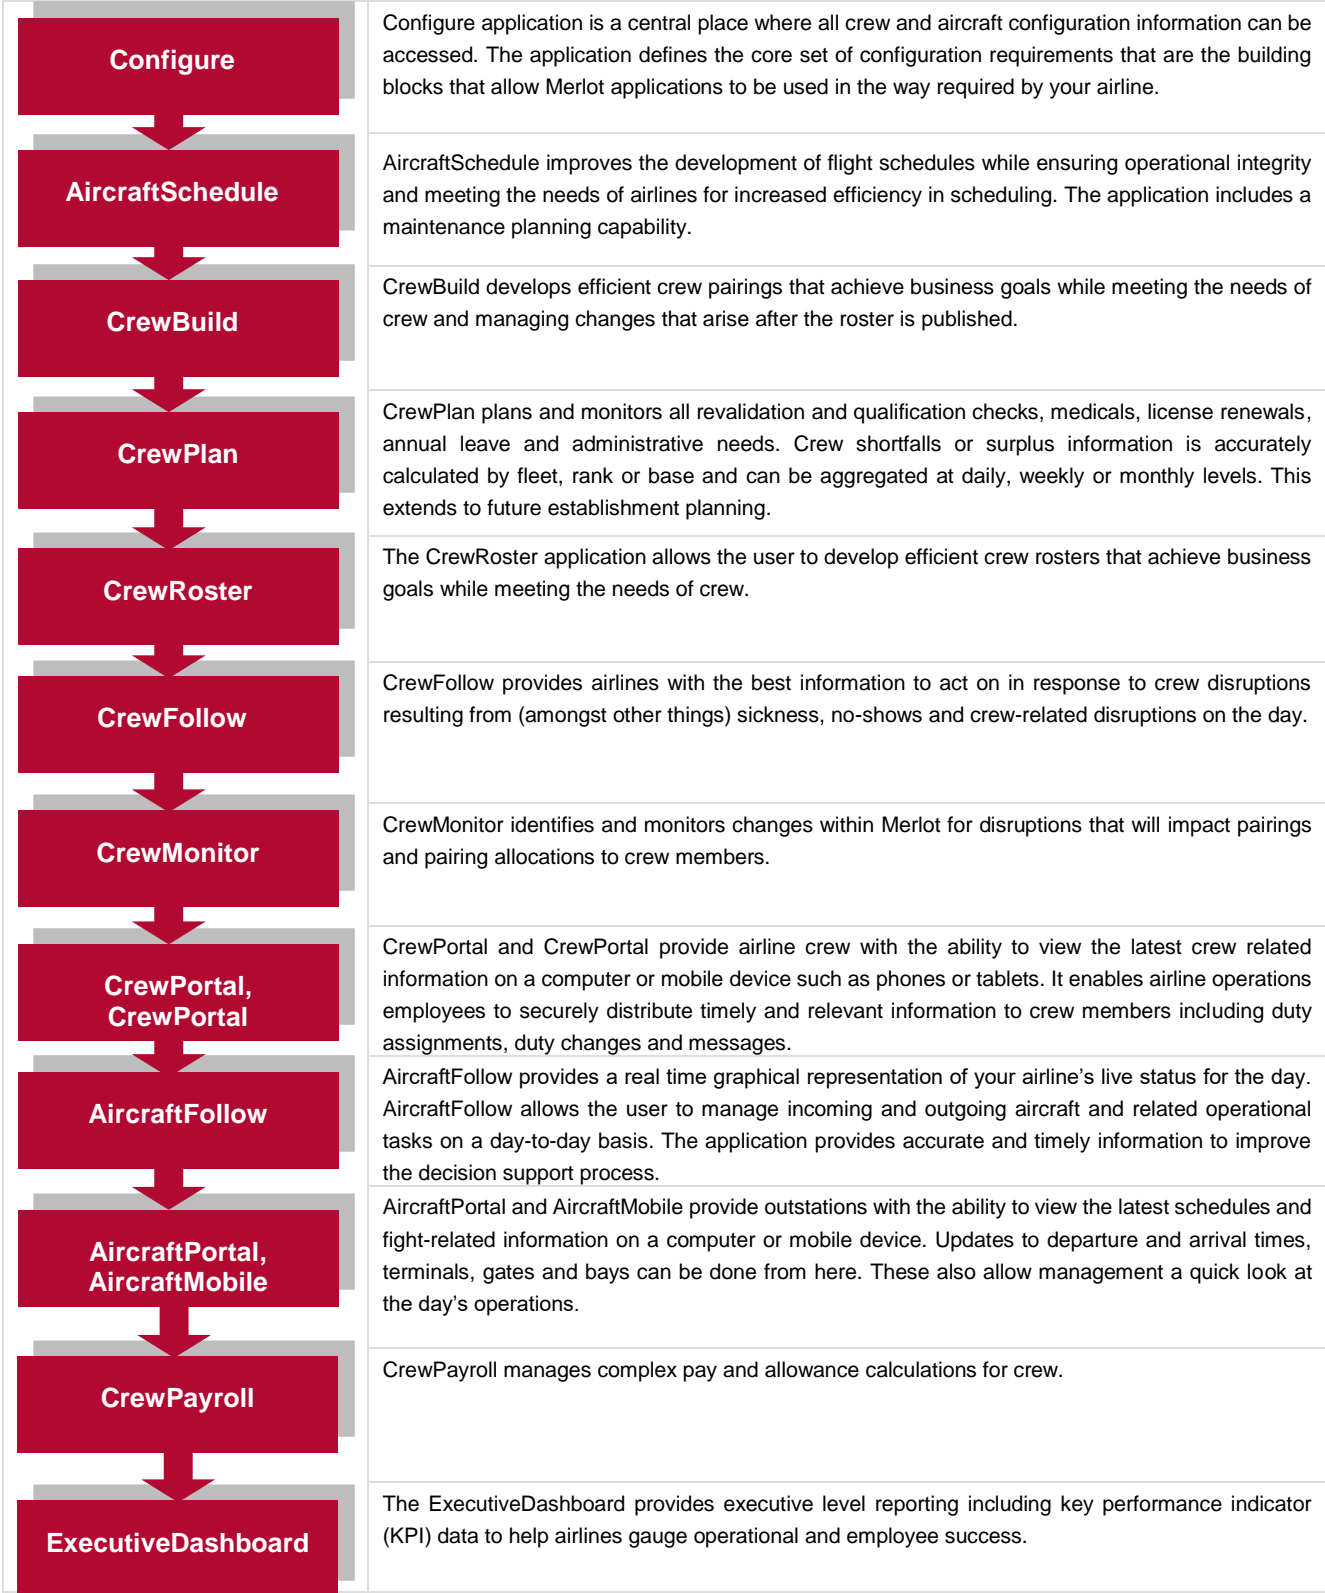 Configure
Configure application is a central place where all crew and aircraft configuration information can be
accessed. The application defines the core set of configuration requirements that are the building
blocks that allow Merlot applications to be used in the way required by your airline.
AircraftSchedule
AircraftSchedule improves the development of flight schedules while ensuring operational integrity
and meeting the needs of airlines for increased efficiency in scheduling. The application includes a
maintenance planning capability.
CrewBuild
CrewBuild develops efficient crew pairings that achieve business goals while meeting the needs of
crew and managing changes that arise after the roster is published.
CrewPlan
CrewPlan plans and monitors all revalidation and qualification checks, medicals, license renewals,
annual leave and administrative needs. Crew shortfalls or surplus information is accurately
calculated by fleet, rank or base and can be aggregated at daily, weekly or monthly levels. This
extends to future establishment planning.
CrewRoster
The CrewRoster application allows the user to develop efficient crew rosters that achieve business
goals while meeting the needs of crew.
CrewFollow
CrewFollow provides airlines with the best information to act on in response to crew disruptions
resulting from (amongst other things) sickness, no-shows and crew-related disruptions on the day.
CrewMonitor
CrewMonitor identifies and monitors changes within Merlot for disruptions that will impact pairings
and pairing allocations to crew members.
CrewPortal,
CrewPortal
CrewPortal and CrewPortal provide airline crew with the ability to view the latest crew related
information on a computer or mobile device such as phones or tablets. It enables airline operations
employees to securely distribute timely and relevant information to crew members including duty
assignments, duty changes and messages.
AircraftFollow
AircraftFollow provides a real time graphical representation of your airline’s live status for the day.
AircraftFollow allows the user to manage incoming and outgoing aircraft and related operational
tasks on a day-to-day basis. The application provides accurate and timely information to improve
the decision support process.
AircraftPortal,
AircraftMobile
AircraftPortal and AircraftMobile provide outstations with the ability to view the latest schedules and
fight-related information on a computer or mobile device. Updates to departure and arrival times,
terminals, gates and bays can be done from here. These also allow management a quick look at
the day’s operations.
CrewPayroll
CrewPayroll manages complex pay and allowance calculations for crew.
ExecutiveDashboard
The ExecutiveDashboard provides executive level reporting including key performance indicator
(KPI) data to help airlines gauge operational and employee success.